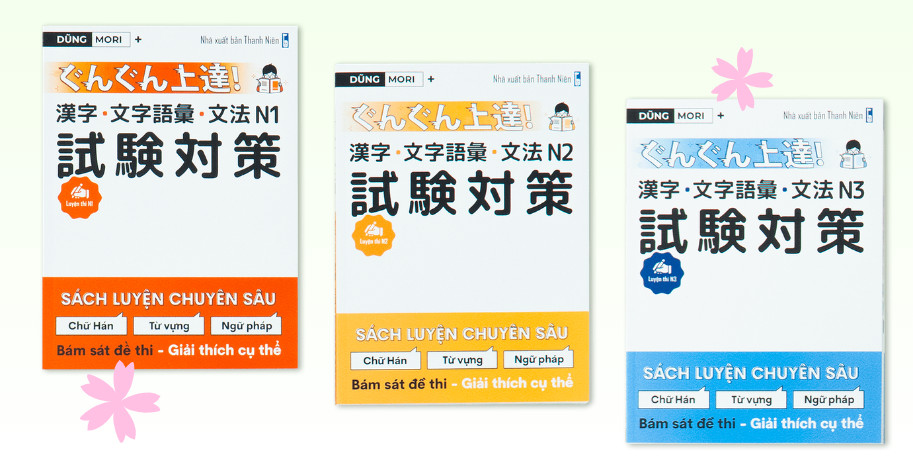 DŨNG MORI +
Nhà xuất bản Thanh Niên
ぐんぐん上達!
漢字・文字語彙・文法 N1
試験対策
Luyện thi N1
SÁCH LUYỆN CHUYÊN SÂU
Chữ Hán
Từ vựng
Ngữ pháp
Bám sát đề thi - Giải thích cụ thể
DŨNG MORI +
Nhà xuất bản Thanh Niên
ぐんぐん上達!
漢字・文字語彙・文法 N2
試験対策
Luyện thi N2
SÁCH LUYỆN CHUYÊN SÂU
Chữ Hán
Từ vựng
Ngữ pháp
Bám sát đề thi - Giải thích cụ thể
DŨNG MORI +
Nhà xuất bản Thanh Niên
ぐんぐん上達!
漢字・文字語彙・文法 N3
試験対策
Luyện thi N3
SÁCH LUYỆN CHUYÊN SÂU
Chữ Hán
Từ vựng
Ngữ pháp
Bám sát đề thi - Giải thích cụ thể